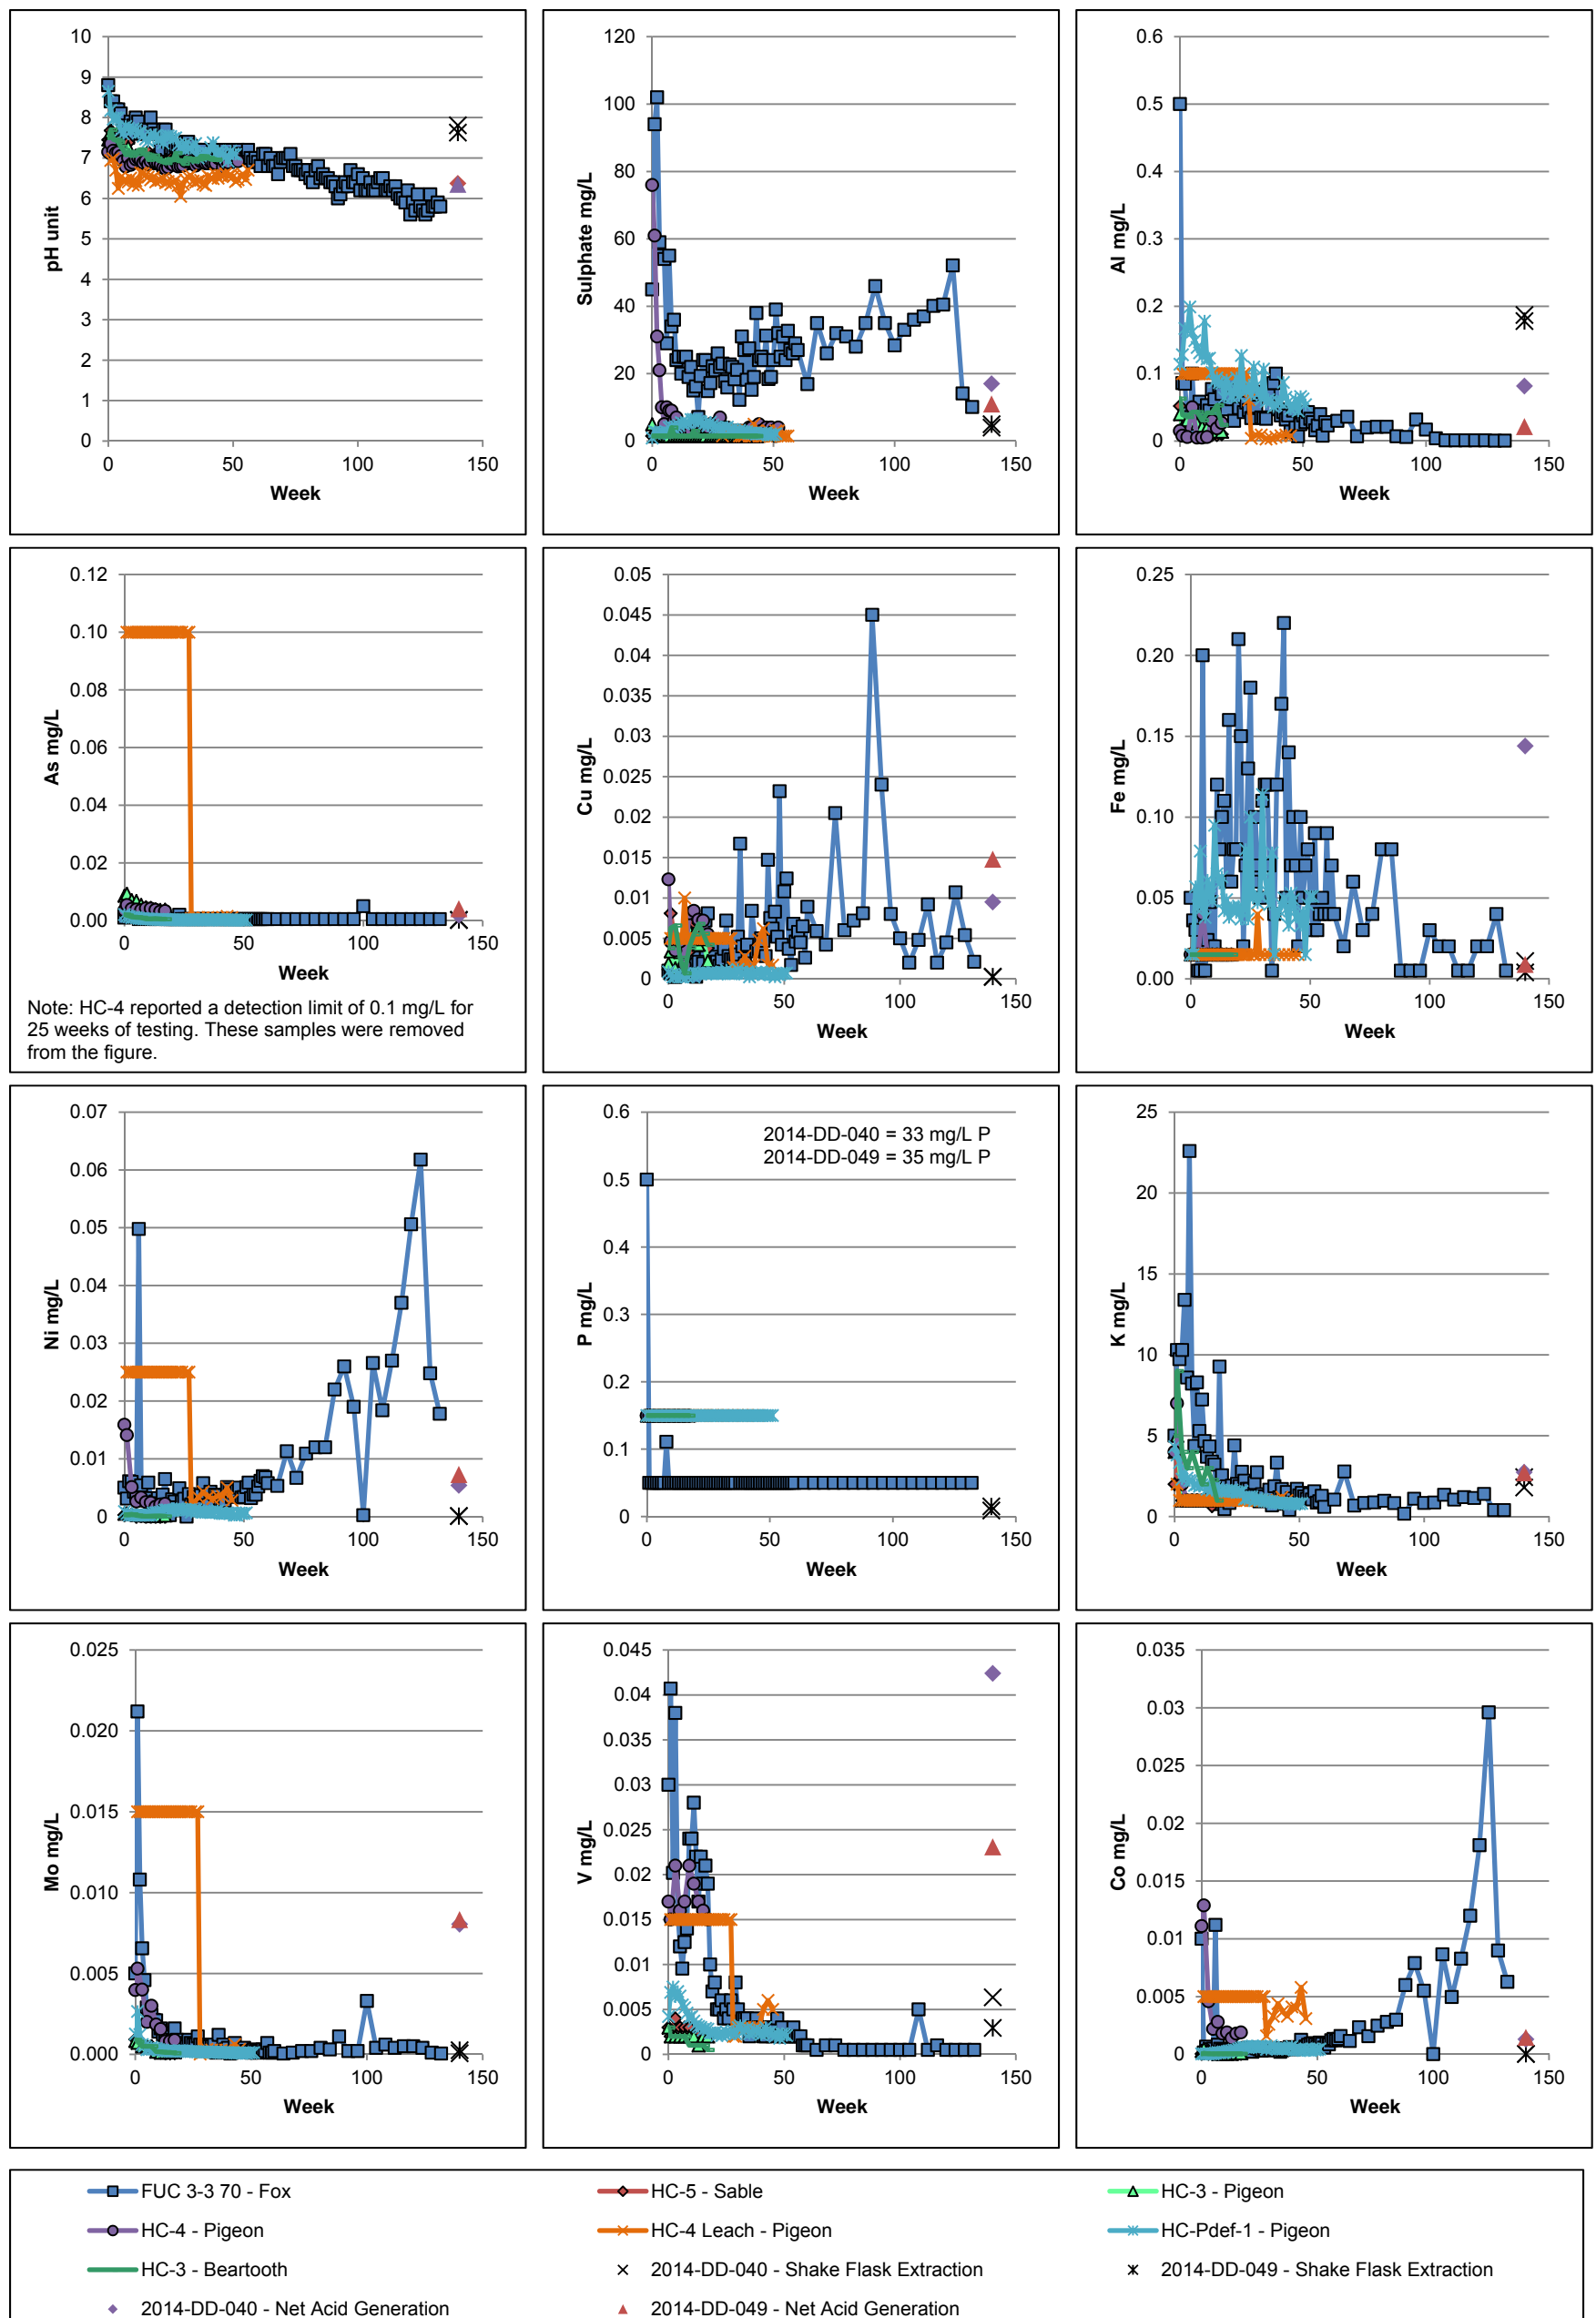 10
9
8
7
6
5
4
3
2
1
0
pH unit
0 50 100 150
Week
120
100
80
60
40
20
0
Sulphate mg/L
0 50 100 150
Week
0.6
0.5
0.4
0.3
0.2
0.1
0
Al mg/L
0 50 100 150
Week
0.12
0.10
0.08
0.06
0.04
0.02
0.00
As mg/L
0 50 100 150
Week
Note: HC-4 reported a detection limit of 0.1 mg/L for
25 weeks of testing. These samples were removed
from the figure.
0.05
0.045
0.04
0.035
0.03
0.025
0.02
0.015
0.01
0.005
0
Cu mg/L
0 50 100 150
Week
0.25
0.20
0.15
0.10
0.05
0.00
Fe mg/L
0 50 100 150
Week
0.07
0.06
0.05
0.04
0.03
0.02
0.01
0
Ni mg/L
0 50 100 150
Week
0.6
0.5
0.4
0.3
0.2
0.1
0
P mg/L
2014-DD-040 = 33 mg/L P
2014-DD-049 = 35 mg/L P
0 50 100 150
Week
25
20
15
10
5
0
K mg/L
0 50 100 150
Week
0.025
0.020
0.015
0.010
0.005
0.000
Mo mg/L
0 50 100 150
Week
0.045
0.04
0.035
0.03
0.025
0.02
0.015
0.01
0.005
0
V mg/L
0 50 100 150
Week
0.035
0.03
0.025
0.02
0.015
0.01
0.005
0
Co mg/L
0 50 100 150
Week
FUC 3-3 70 - Fox
HC-5 - Sable
HC-3 - Pigeon
HC-4 - Pigeon
HC-4 Leach - Pigeon
HC-Pdef-1 - Pigeon
HC-3 - Beartooth
2014-DD-040 - Shake Flask Extraction
2014-DD-049 - Shake Flask Extraction
2014-DD-040 - Net Acid Generation
2014-DD-049 - Net Acid Generation